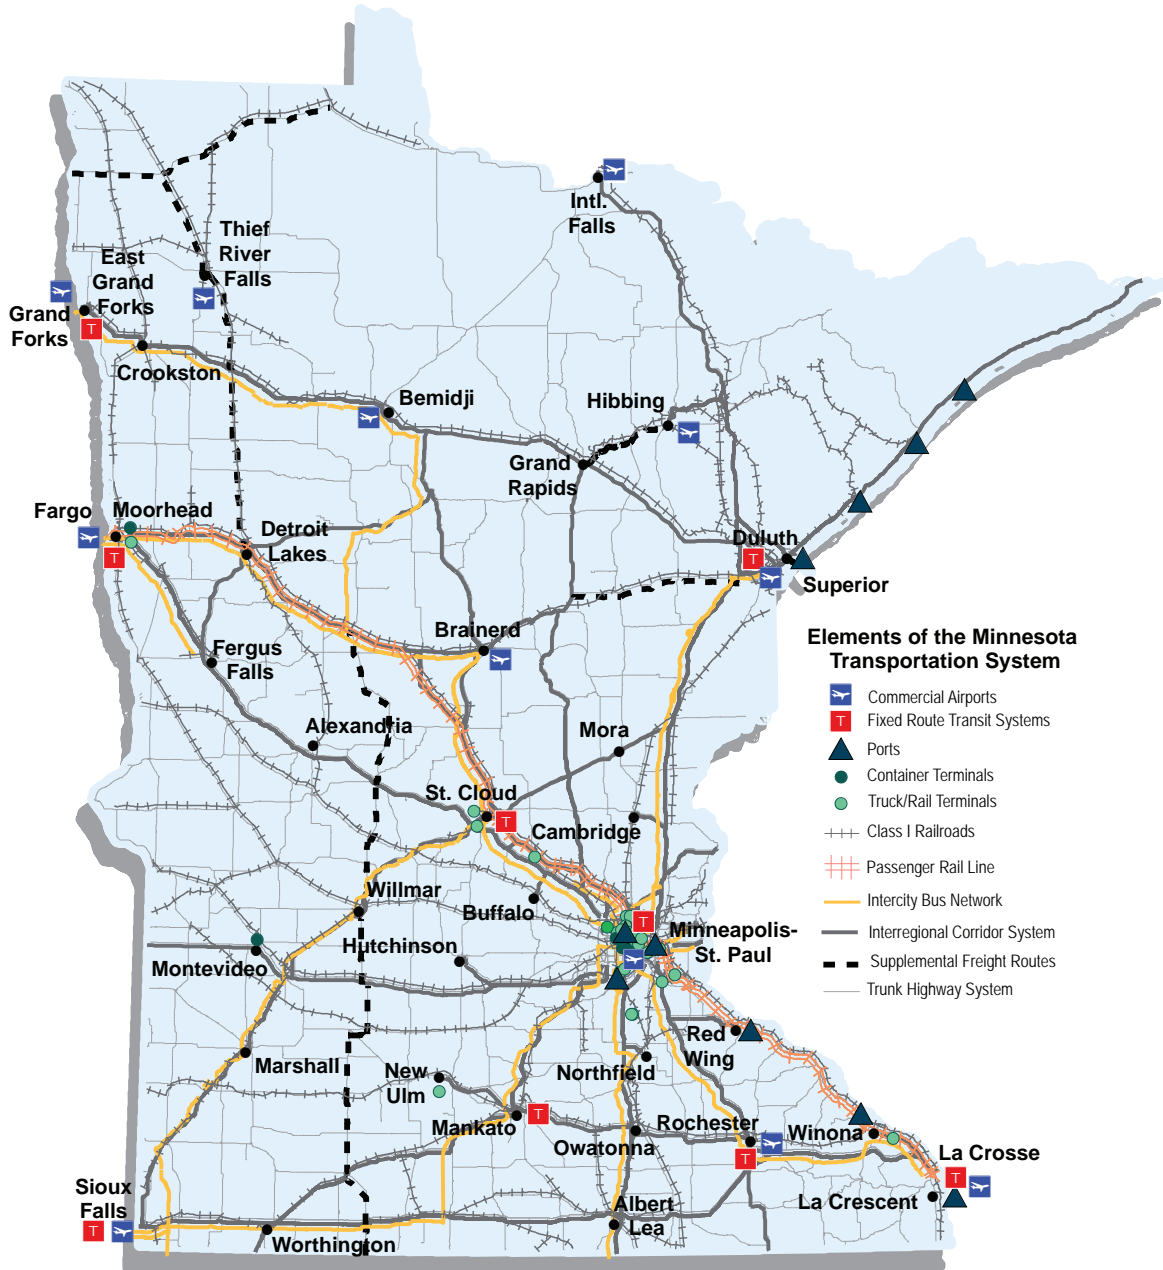 Intl.
Falls
Thief
River
Falls
East
Grand
Forks
Grand
Forks
T
Crookston
Bemidji
Hibbing
Grand
Rapids
Fargo
Moorhead
T
Detroit
Lakes
Duluth
T
Superior
Brainerd
Fergus
Falls
Elements of the Minnesota
Transportation System
Commercial Airports
T Fixed Route Transit Systems
Ports
Container Terminals
Truck/Rail Terminals
Class I Railroads
Passenger Rail Line
Intercity Bus Network
Interregional Corridor System
Supplemental Freight Routes
Trunk Highway System
Alexandria
Mora
St. Cloud
T
Cambridge
Willmar
Buffalo
T
Minneapolis-
St. Paul
Hutchinson
Montevideo
Red
Wing
Marshall
New
Ulm
Northfield
Mankato
T
Owatonna
Rochester
T
Winona
La Crosse
T
La Crescent
Sioux
Falls
T
Albert
Lea
Worthington